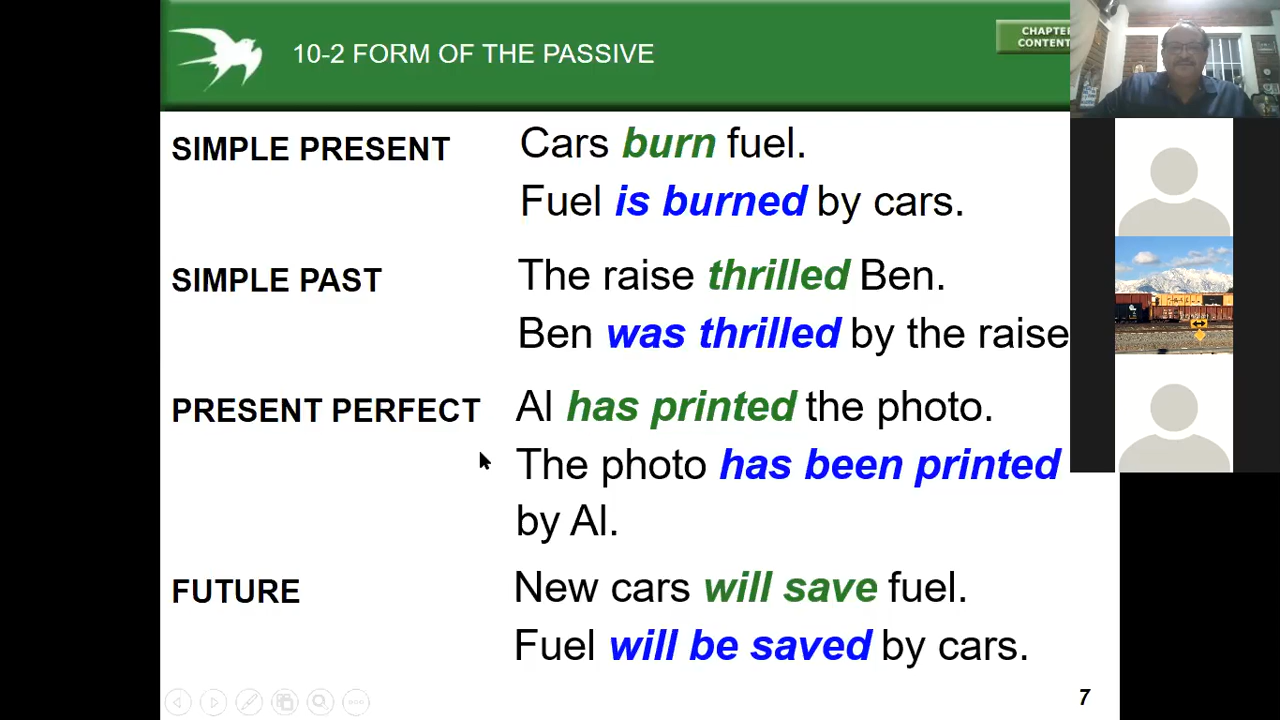 10-2 FORM OF THE PASSIVE
CHAPTER
CONTENT
SIMPLE PRESENT
Cars burn fuel.
Fuel is burned by cars.
SIMPLE PAST
The raise thrilled Ben.
Ben was thrilled by the raise
PRESENT PERFECT
Al has printed the photo.
The photo has been printed
by Al.
FUTURE
New cars will save fuel.
Fuel will be saved by cars.
7